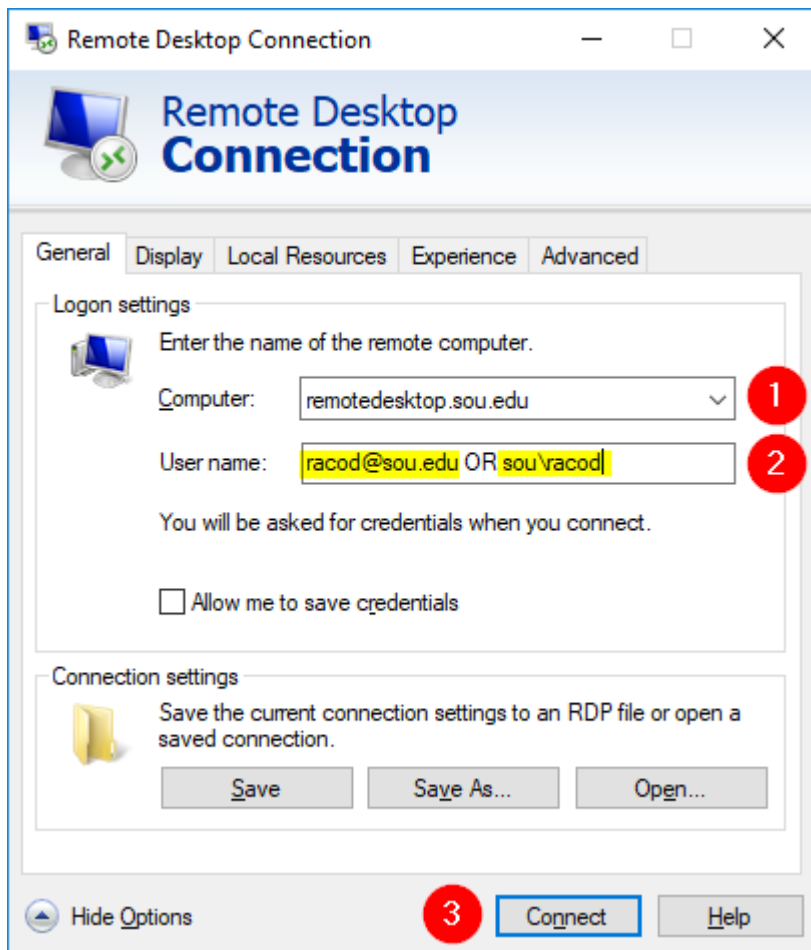 Remote Desktop Connection
Remote Desktop
Connection
General Display Local Resources Experience Advanced
Logon settings
Enter the name of the remote computer.
Computer: remotedesktop.sou.edu 1
User name: racod@sou.edu OR sou\racod 2
You will be asked for credentials when you connect.
Allow me to save credentials
Connection settings
Save the current connection settings to an RDP file or open a
saved connection.
Save Save As... Open...
Hide Options 3 Connect Help